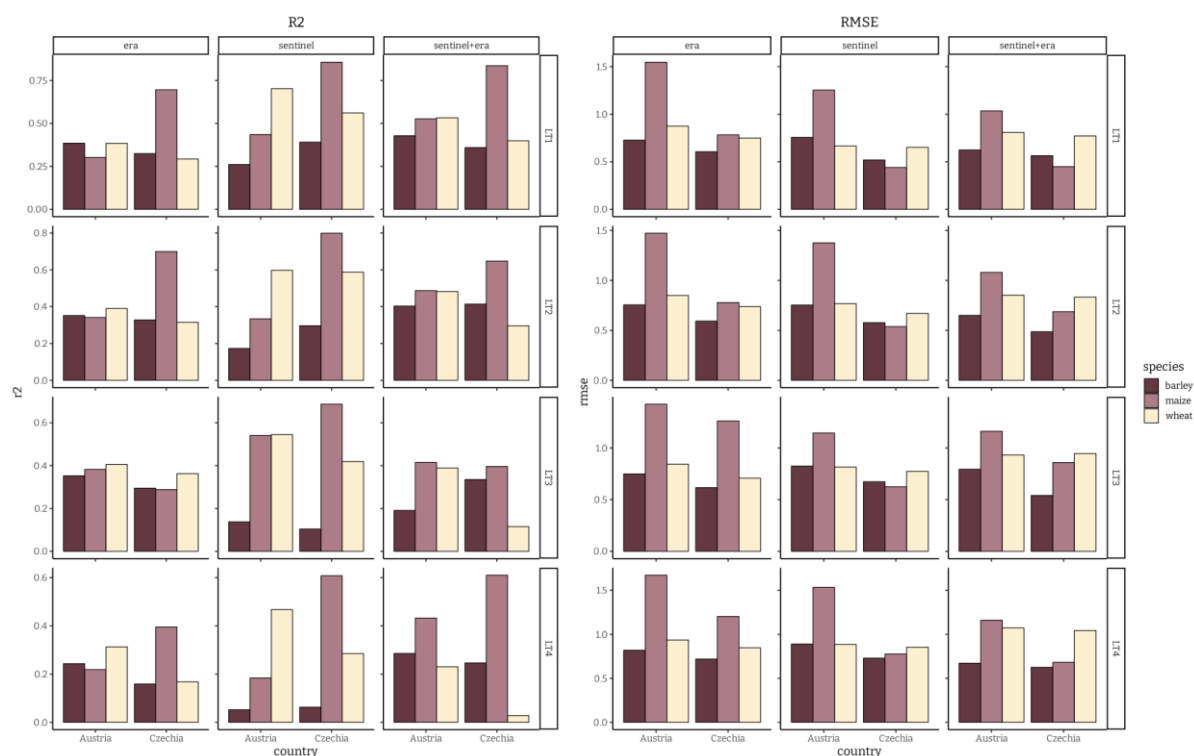 R2
RMSE
era
sentinel
sentinel+era
era
sentinel
sentinel+era
0.75
0.50
0.25
0.00
LT1
1.5
1.0
0.5
0.0
LT1
0.8
0.6
0.4
0.2
0.0
LT2
1.5
1.0
0.5
0.0
LT2
r2
rmse
species
barley
maize
wheat
0.6
0.4
0.2
0.0
LT3
1.0
0.5
0.0
LT3
0.6
0.4
0.2
0.0
LT4
1.5
1.0
0.5
0.0
LT4
Austria
Czechia
Austria
Czechia
Austria
Czechia
Austria
Czechia
Austria
Czechia
Austria
Czechia
country
country